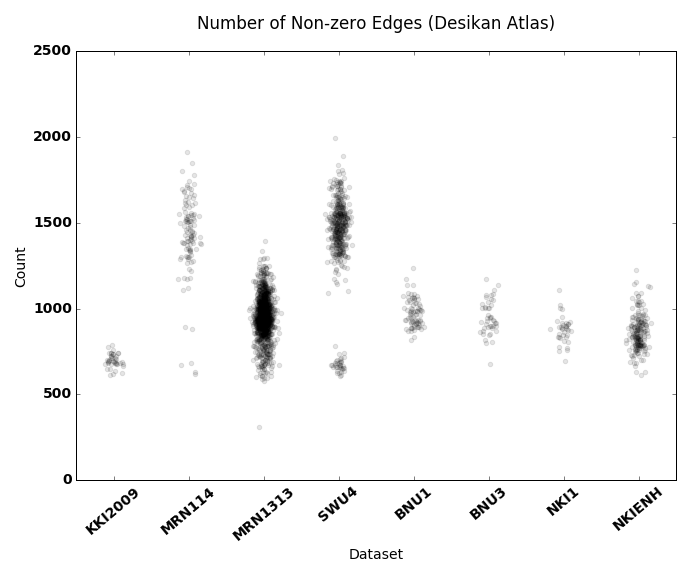 Number of Non-zero Edges (Desikan Atlas)
2500
2000
1500
1000
500
0
Count
KKI2009
MRN114
MRN1313
SWU4
BNU1
BNU3
NKI1
NKIENH
Dataset